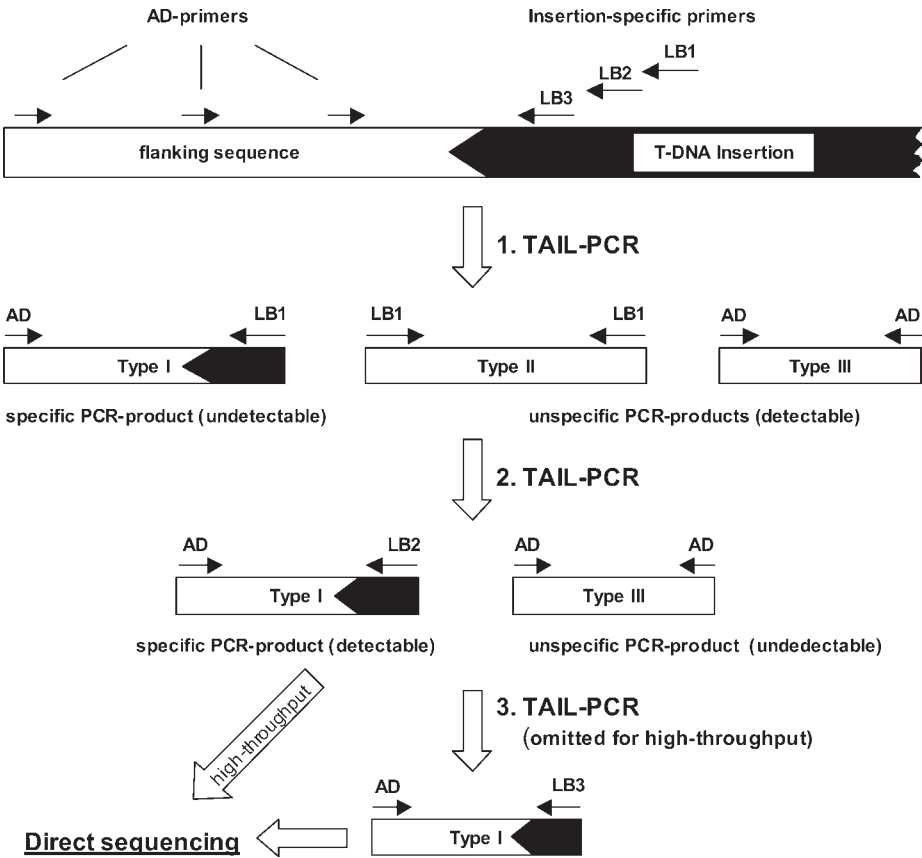 AD-primers
Insertion-specific primers
LB1
LB2
LB3
flanking sequence
T-DNA Insertion
1. TAIL-PCR
AD
LB1
LB1
LB1
AD
AD
Type I
Type II
Type III
specific PCR-product (undetectable)
unspecific PCR-products (detectable)
2. TAIL-PCR
AD
LB2
AD
AD
Type I
Type III
specific PCR-product (detectable)
unspecific PCR-product (undedectable)
high-throughput
3. TAIL-PCR
(omitted for high-throughput)
AD
LB3
Type I
Direct sequencing